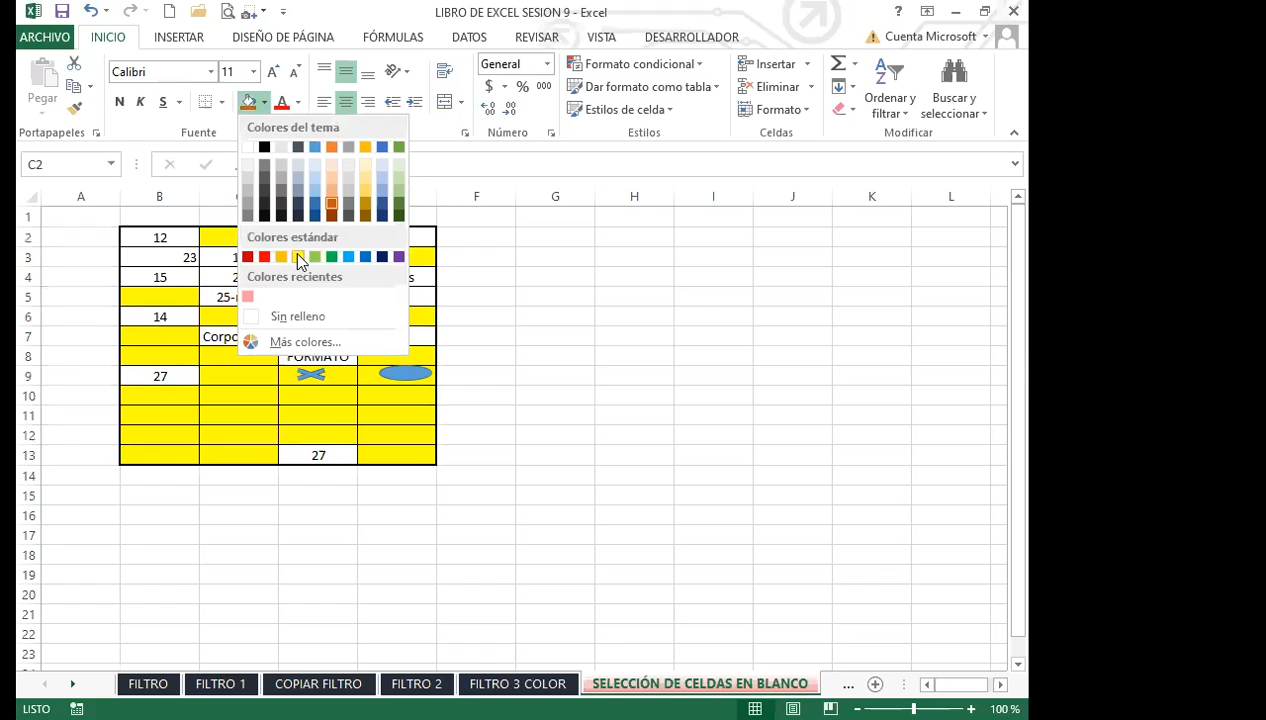 LIBRO DE EXCEL SESION 9 - Excel
ARCHIVO INICIO INSERTAR DISEÑO DE PÁGINA FÓRMULAS DATOS REVISAR VISTA DESARROLLADOR Cuenta Microsoft
Calibri 11 General Formato condicional Insertar
Pegar Dar formato como tabla Eliminar Ordenar y filtrar Buscar y seleccionar
N K S A $ % 000 Estilos de celda Formato
Portapapeles Fuente Número Estilos Celdas Modificar
Colores del tema
C2
A B F G H I J K L
1
2 12
Colores estándar
3 23 1
4 15 2 s
Colores recientes
5 25-
6 14
Sin relleno
7 Corpo
Más colores...
8 FORMATO
9 27
10
11
12
13 27
14
15
16
17
18
19
20
21
22
23
FILTRO FILTRO 1 COPIAR FILTRO FILTRO 2 FILTRO 3 COLOR SELECCIÓN DE CELDAS EN BLANCO ...
LISTO 100 %